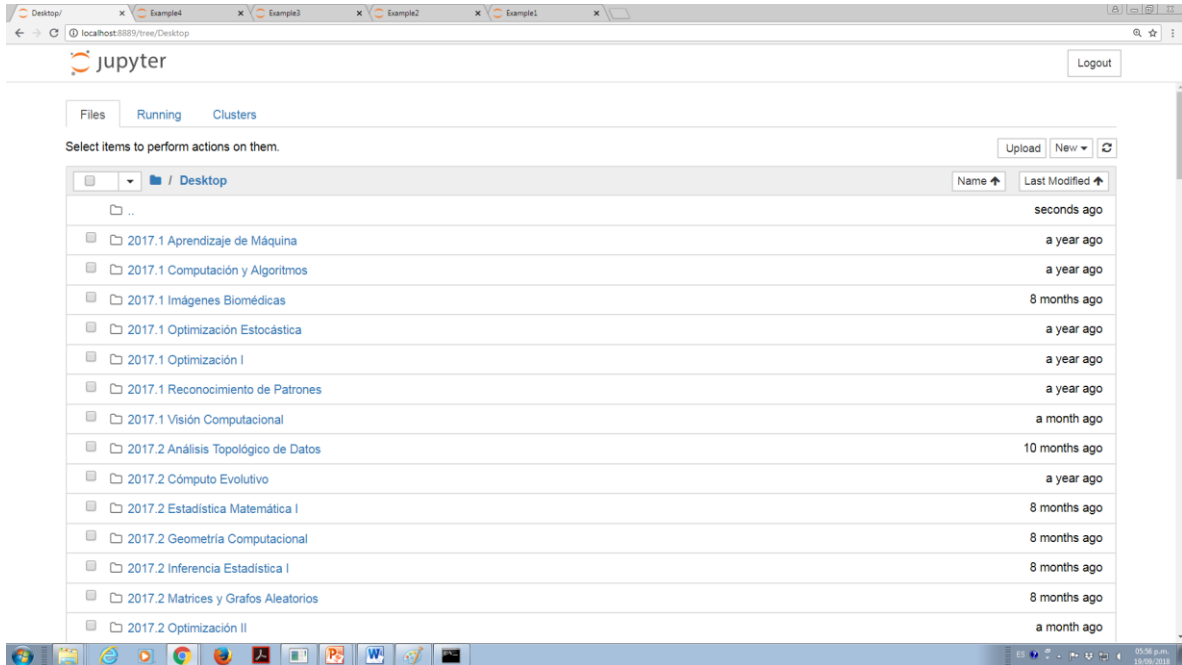 Desktop/ Example4 Example3 Example2 Example1
localhost:8889/tree/Desktop
jupyter Logout
Files Running Clusters
Select items to perform actions on them. Upload New
/ Desktop Name Last Modified
.. seconds ago
2017.1 Aprendizaje de Máquina a year ago
2017.1 Computación y Algoritmos a year ago
2017.1 Imágenes Biomédicas 8 months ago
2017.1 Optimización Estocástica a year ago
2017.1 Optimización I a year ago
2017.1 Reconocimiento de Patrones a year ago
2017.1 Visión Computacional a month ago
2017.2 Análisis Topológico de Datos 10 months ago
2017.2 Cómputo Evolutivo a year ago
2017.2 Estadística Matemática I 8 months ago
2017.2 Geometría Computacional 8 months ago
2017.2 Inferencia Estadística I 8 months ago
2017.2 Matrices y Grafos Aleatorios 8 months ago
2017.2 Optimización II a month ago
ES 05:56 p.m.
19/09/2018